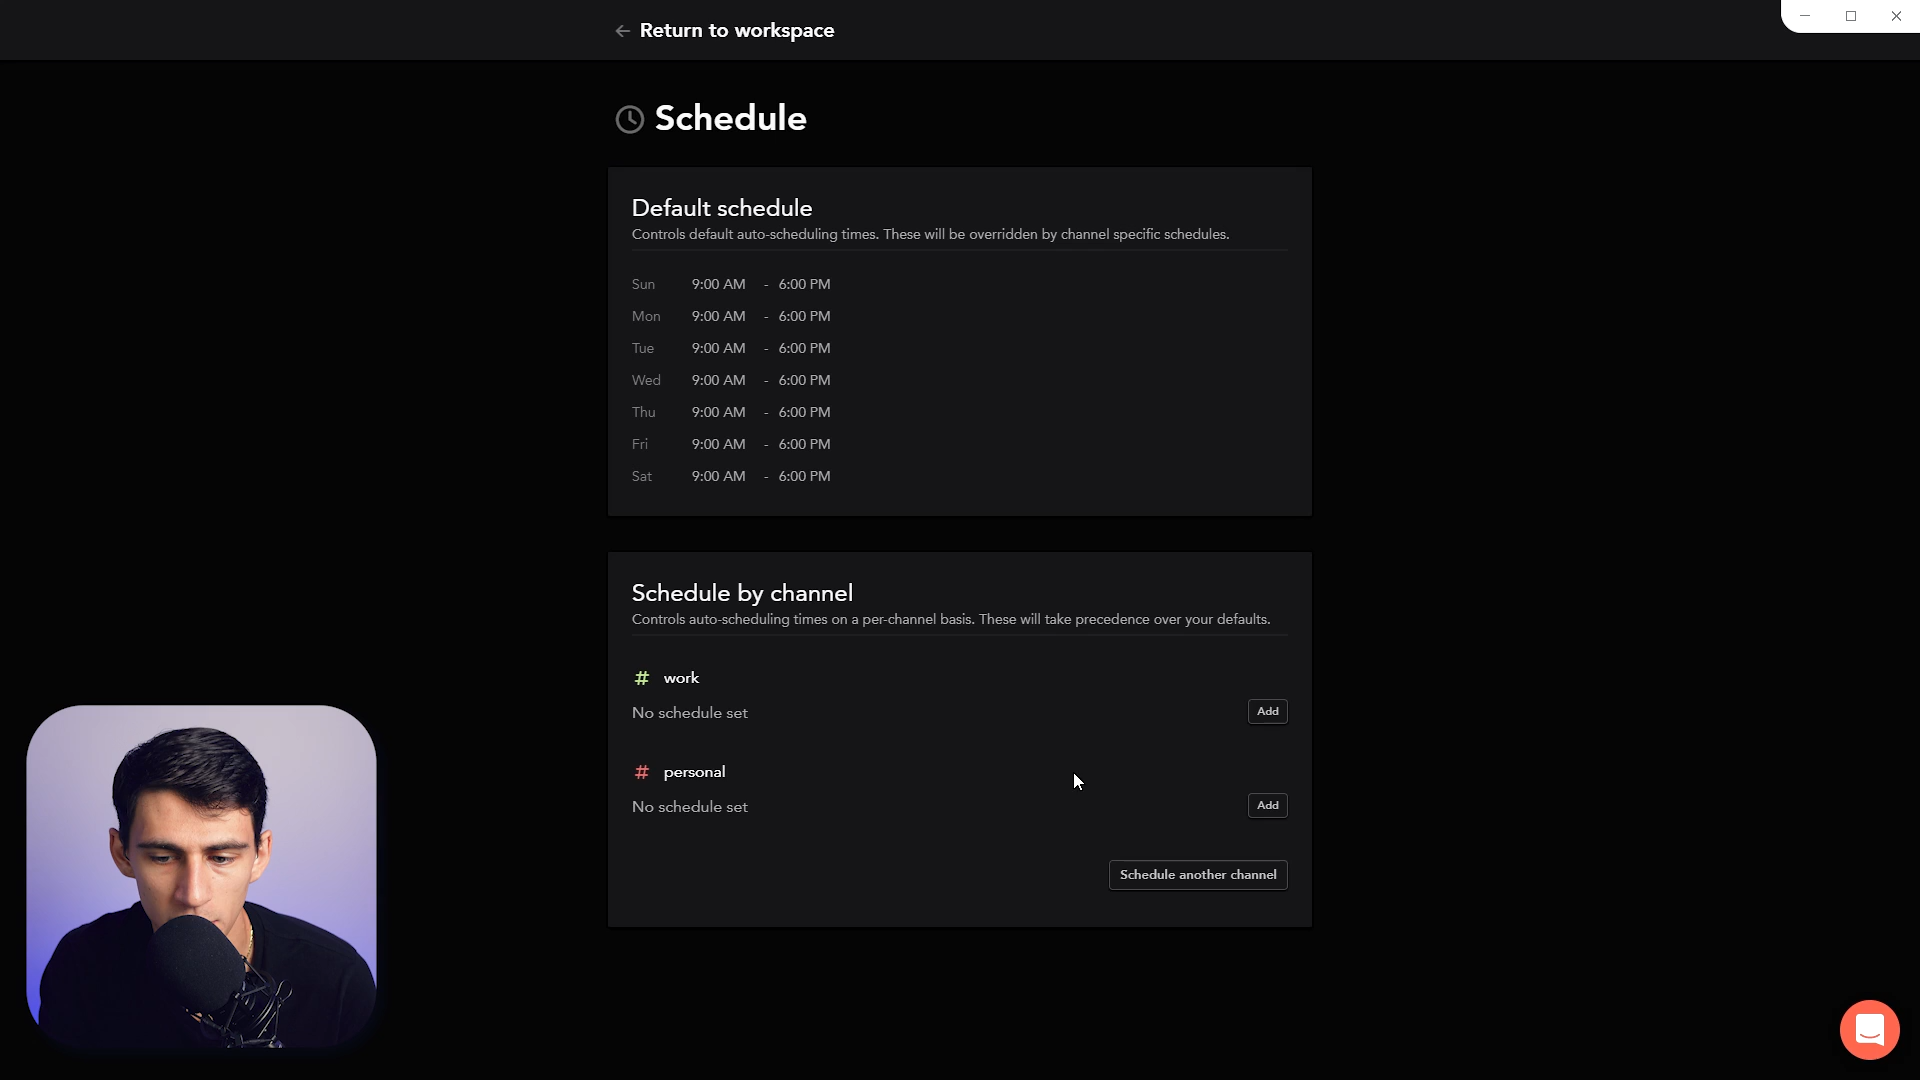 Return to workspace
Schedule
Default schedule
Controls default auto-scheduling times. These will be overridden by channel specific schedules.
Sun 9:00 AM - 6:00 PM
Mon 9:00 AM - 6:00 PM
Tue 9:00 AM - 6:00 PM
Wed 9:00 AM - 6:00 PM
Thu 9:00 AM - 6:00 PM
Fri 9:00 AM - 6:00 PM
Sat 9:00 AM - 6:00 PM
Schedule by channel
Controls auto-scheduling times on a per-channel basis. These will take precedence over your defaults.
# work
No schedule set Add
# personal
No schedule set Add
Schedule another channel